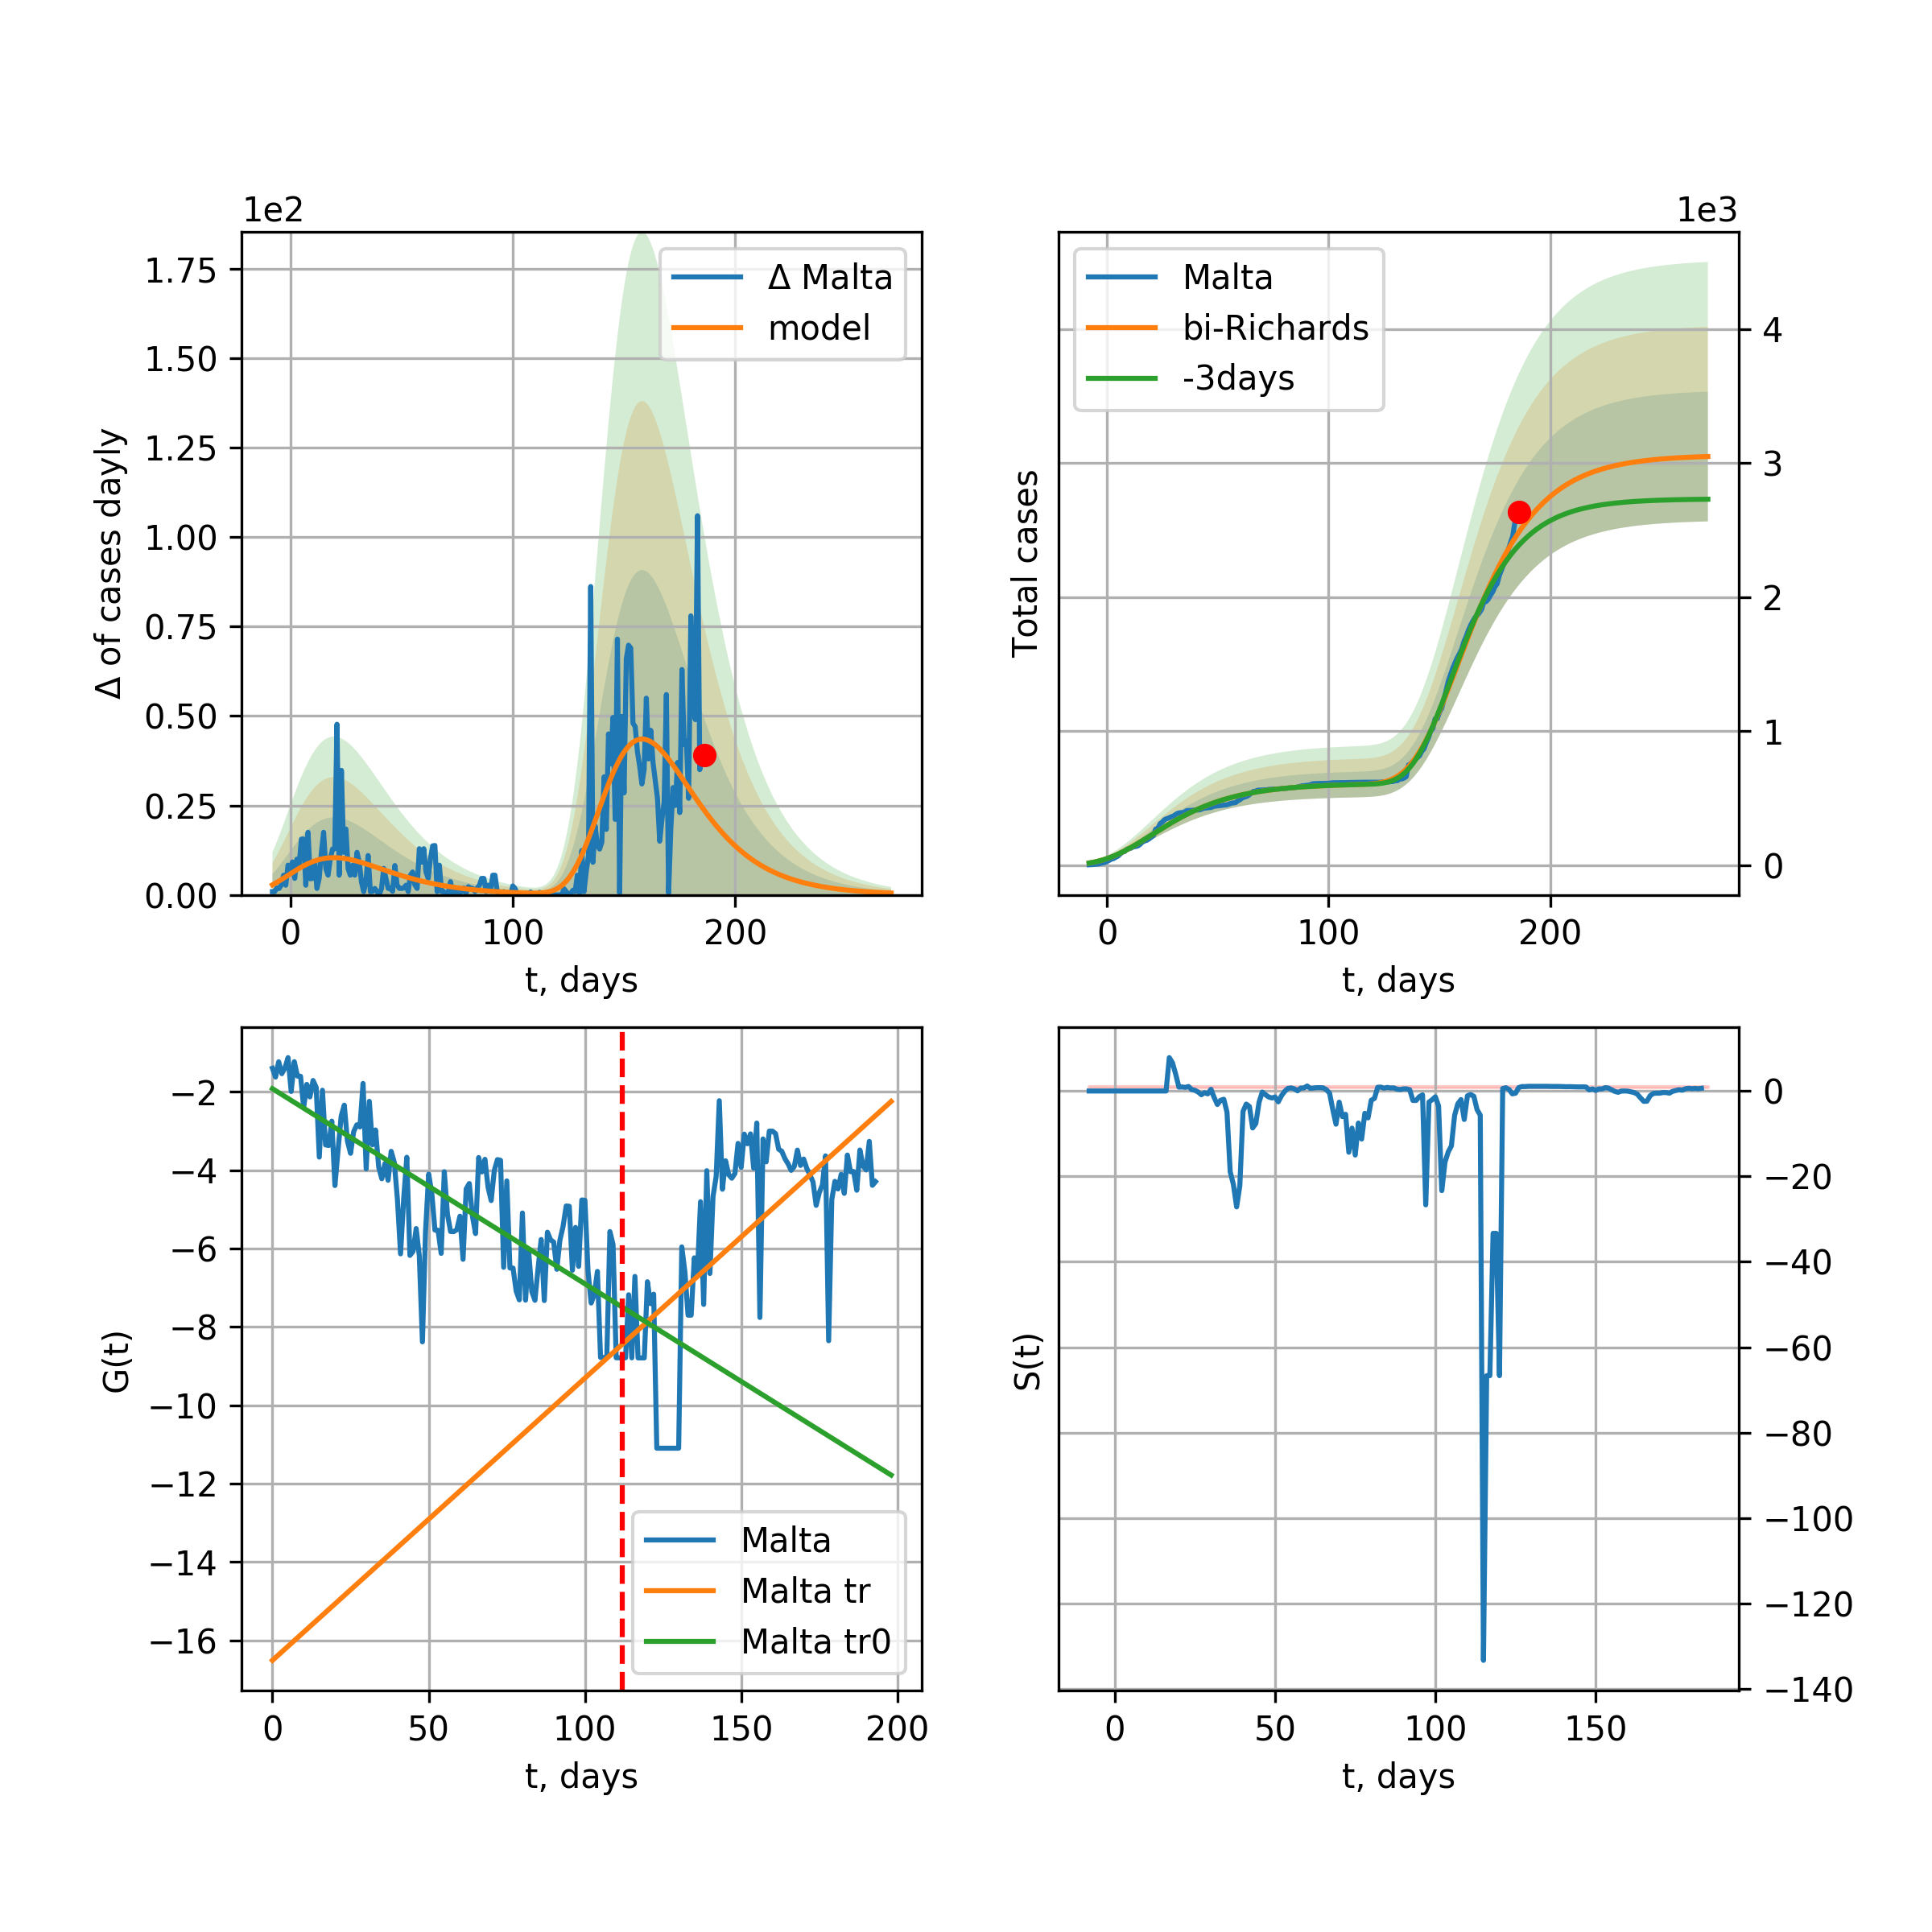 1e2
Δ of cases dayly
1.75
1.50
1.25
1.00
0.75
0.50
0.25
0.00
0 100 200
t, days
Δ Malta
model
1e3
Total cases
Malta
bi-Richards
-3days
4
3
2
1
0
0 100 200
t, days
G(t)
−2
−4
−6
−8
−10
−12
−14
−16
0 50 100 150 200
t, days
Malta
Malta tr
Malta tr0
S(t)
0
−20
−40
−60
−80
−100
−120
−140
0 50 100 150
t, days